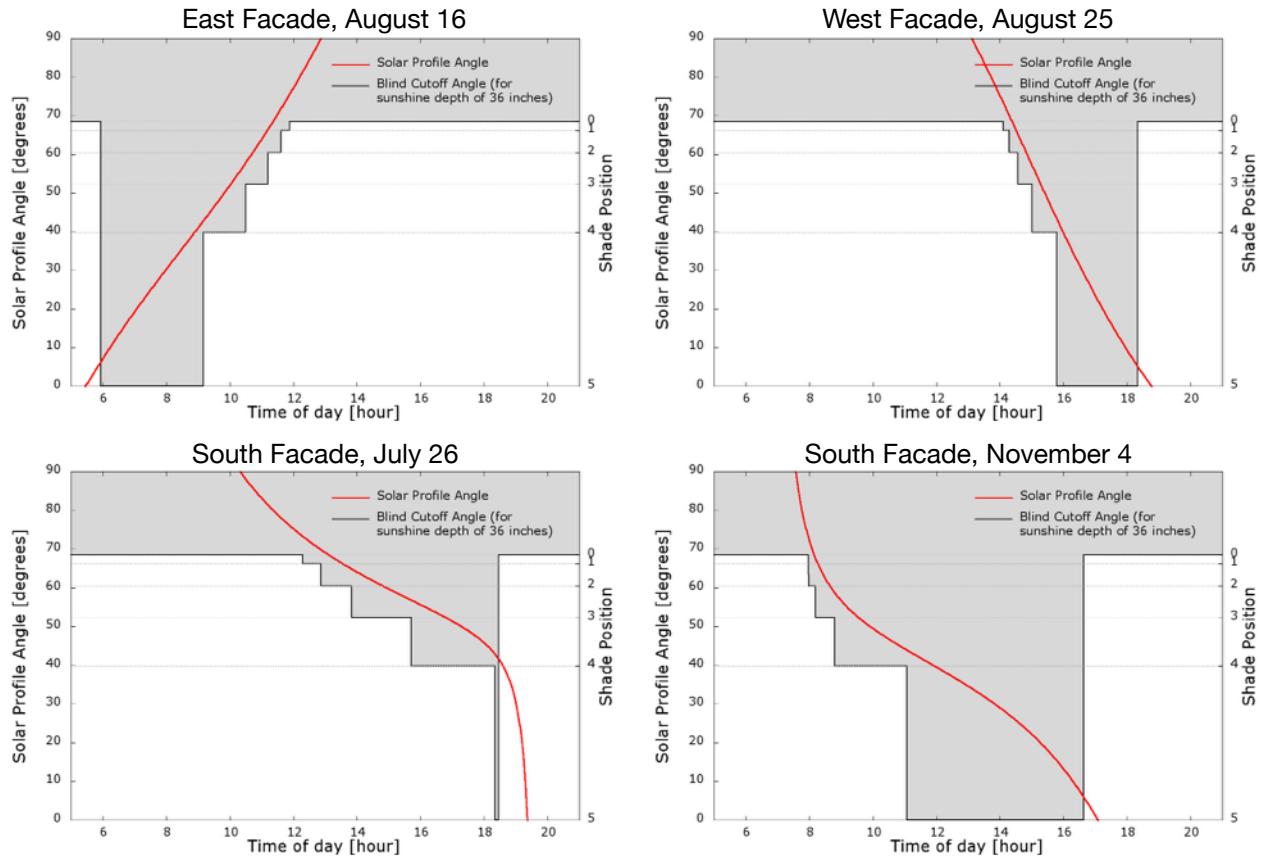 East Facade, August 16
90
80
70
60
50
40
30
20
10
0
Solar Profile Angle [degrees]
Solar Profile Angle
Blind Cutoff Angle (for
sunshine depth of 36 inches)
0
1
2
3
4
5
Shade Position
6 8 10 12 14 16 18 20
Time of day [hour]
West Facade, August 25
90
80
70
60
50
40
30
20
10
0
Solar Profile Angle [degrees]
Solar Profile Angle
Blind Cutoff Angle (for
sunshine depth of 36 inches)
0
1
2
3
4
5
Shade Position
6 8 10 12 14 16 18 20
Time of day [hour]
South Facade, July 26
90
80
70
60
50
40
30
20
10
0
Solar Profile Angle [degrees]
Solar Profile Angle
Blind Cutoff Angle (for
sunshine depth of 36 inches)
0
1
2
3
4
5
Shade Position
6 8 10 12 14 16 18 20
Time of day [hour]
South Facade, November 4
90
80
70
60
50
40
30
20
10
0
Solar Profile Angle [degrees]
Solar Profile Angle
Blind Cutoff Angle (for
sunshine depth of 36 inches)
0
1
2
3
4
5
Shade Position
6 8 10 12 14 16 18 20
Time of day [hour]